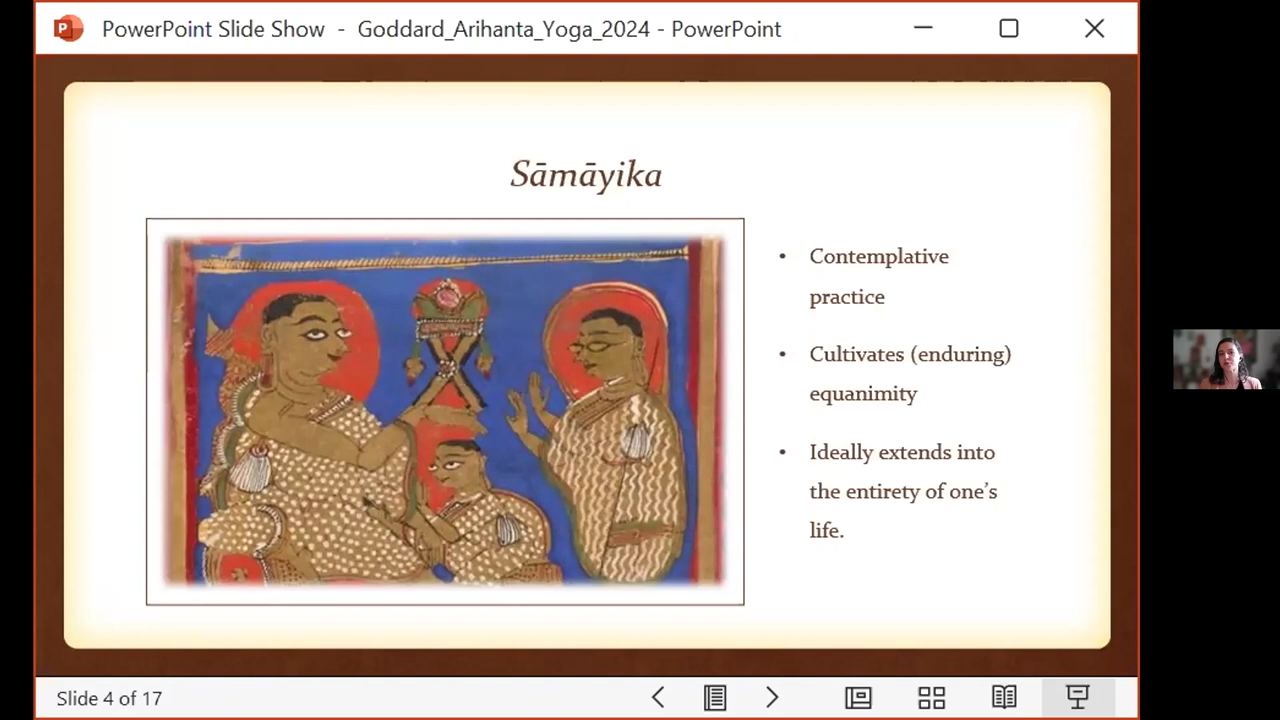 PowerPoint Slide Show - Goddard_Arihanta_Yoga_2024 - PowerPoint
Sāmāyika
• Contemplative
practice
• Cultivates (enduring)
equanimity
• Ideally extends into
the entirety of one’s
life.
Slide 4 of 17